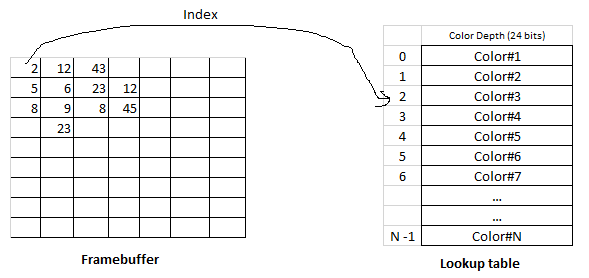 Index
Color Depth (24 bits)
2 12 43
5 6 23 12
8 9 8 45
23
0 Color#1
1 Color#2
2 Color#3
3 Color#4
4 Color#5
5 Color#6
6 Color#7
...
...
N -1 Color#N
Framebuffer
Lookup table